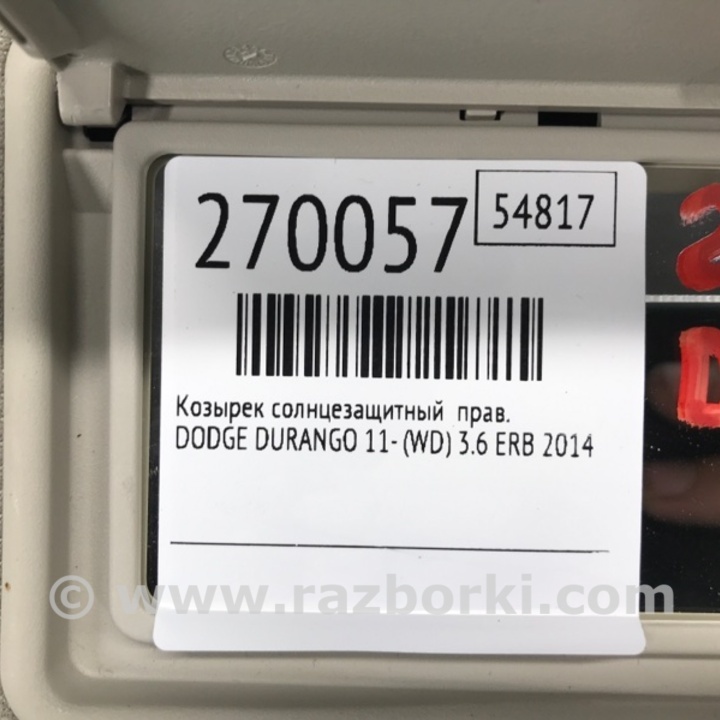 270057
54817
Козырек солнцезащитный прав.
DODGE DURANGO 11- (WD) 3.6 ERB 2014
© www.razborki.com